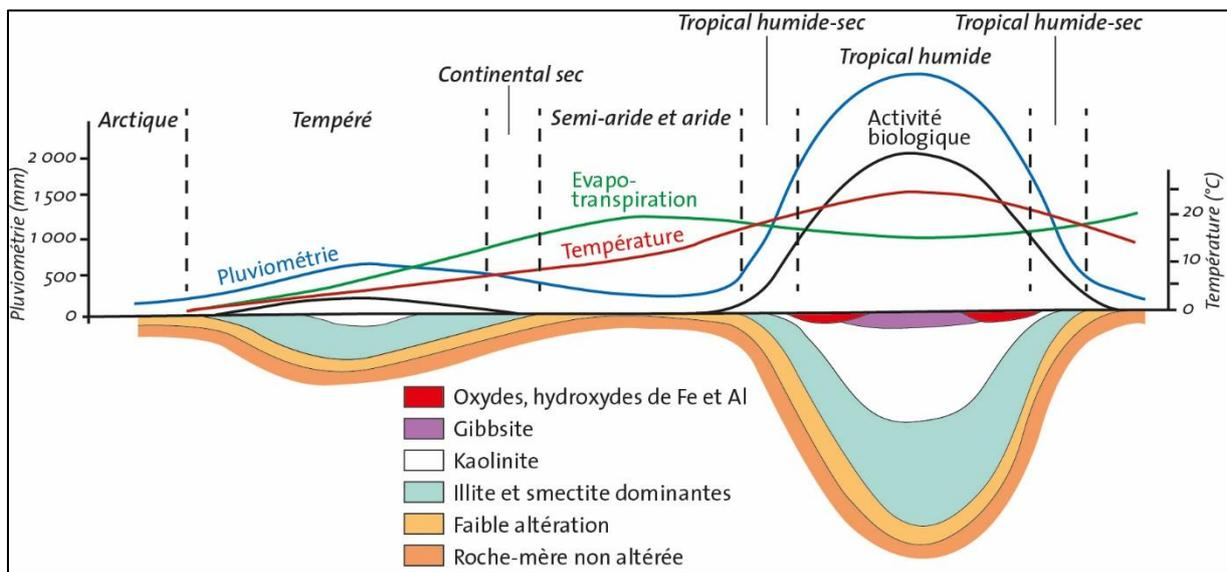 Tropical humide-sec
Tropical humide-sec
Tropical humide
Continental sec
Arctique
Tempéré
Semi-aride et aride
Activité
biologique
Pluviométrie (mm)
2 000
1500
1 000
500
0
Evapo-
transpiration
Température
Pluviométrie
20
10
0
Température (°C)
Oxydes, hydroxydes de Fe et Al
Gibbsite
Kaolinite
Illite et smectite dominantes
Faible altération
Roche-mère non altérée